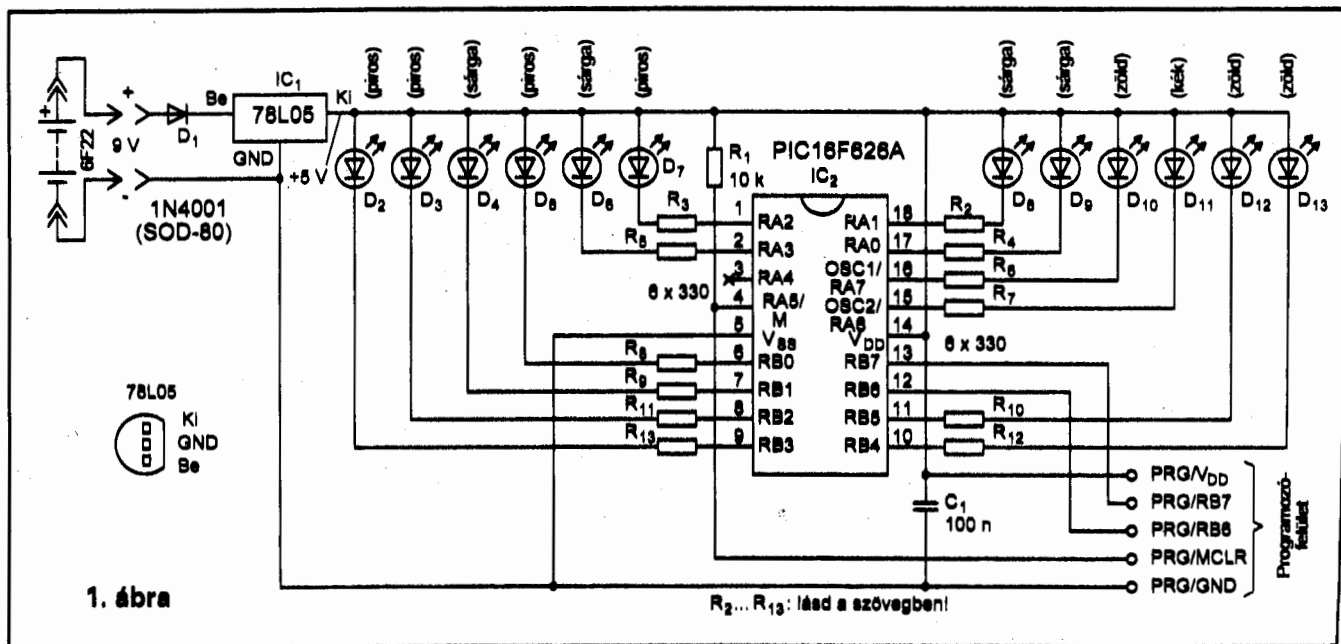 (piros)
(piros)
(sárga)
(piros)
(sárga)
(piros)
(sárga)
(sárga)
(zöld)
(kék)
(zöld)
(zöld)
IC1
+
Be
78L05
Ki
+
D1
9 V
6F22
GND
+5 V
-
1N4001
(SOD-80)
D2
D3
D4
D5
D6
D7
R1
10 k
PIC16F628A
IC2
D8
D9
D10
D11
D12
D13
R3
1
RA2
RA1
18
R2
R5
2
RA3
RA0
17
R4
3
RA4
OSC1/
RA7
16
R6
6 x 330
4
RA5/
M
OSC2/
RA6
15
R7
5
VSS
VDD
14
6 x 330
R8
6
RB0
RB7
13
R9
7
RB1
RB6
12
R11
8
RB2
RB5
11
R10
R13
9
RB3
RB4
10
R12
78L05
Ki
GND
Be
C1
100 n
PRG/VDD
PRG/RB7
PRG/RB6
PRG/MCLR
PRG/GND
Programozó-
felület
1. ábra
R2...R13: lásd a szövegben!